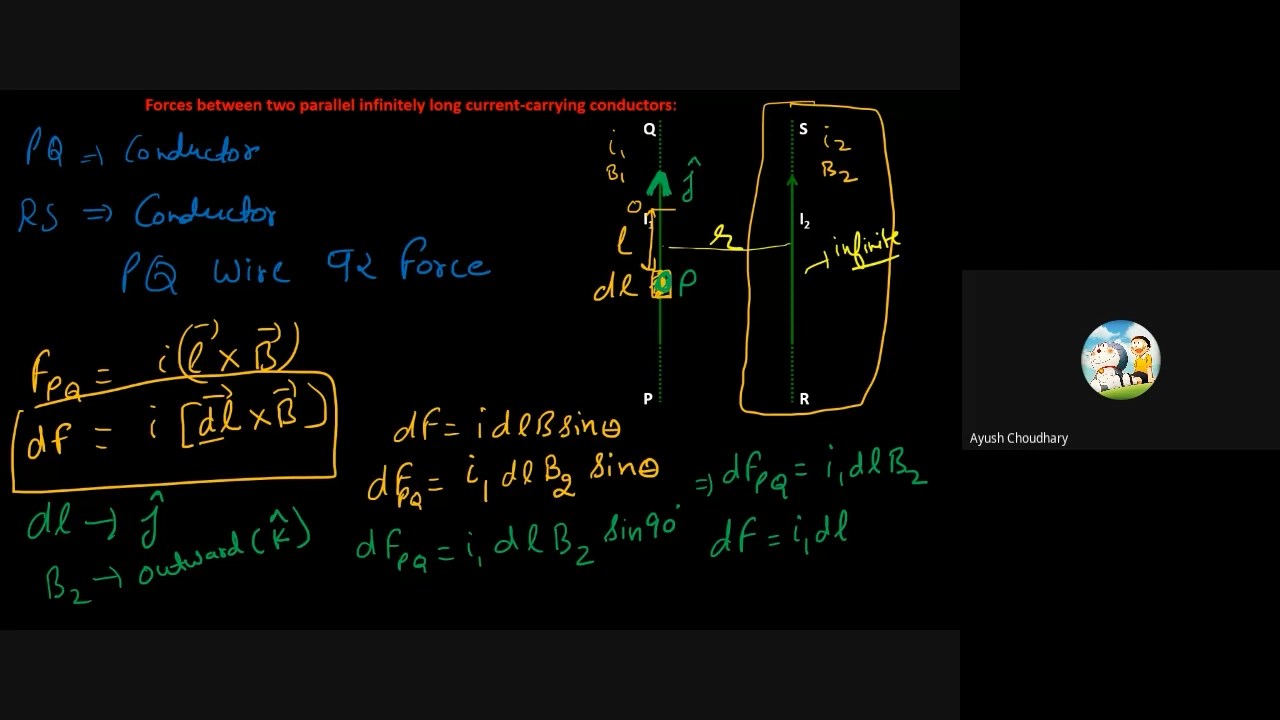 Forces between two parallel infinitely long current-carrying conductors:
PQ ⇒ Conductor
RS ⇒ Conductor
PQ wire पर force
F_PQ = i(l⃗ × B⃗)
df = i [d⃗l × B⃗]
dl → ĵ
B₂ → outward (k̂)
df = i dl B sinθ
dF_PQ = i₁ dl B₂ sinθ
dF_PQ = i₁ dl B₂ sin90°
⇒ dF_PQ = i₁ dl B₂
dF = i₁ dl
Q
i₁
B₁
ĵ
O
I₁
l
dl
P
r
P
S
i₂
B₂
I₂
→ infinite
R
Ayush Choudhary